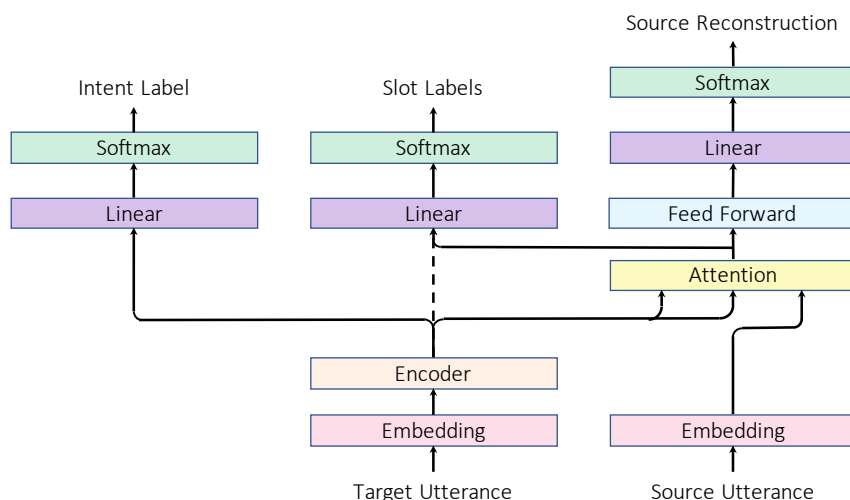 Source Reconstruction
Intent Label
Slot Labels
Softmax
Softmax
Softmax
Linear
Linear
Linear
Feed Forward
Attention
Encoder
Embedding
Embedding
Target Utterance
Source Utterance